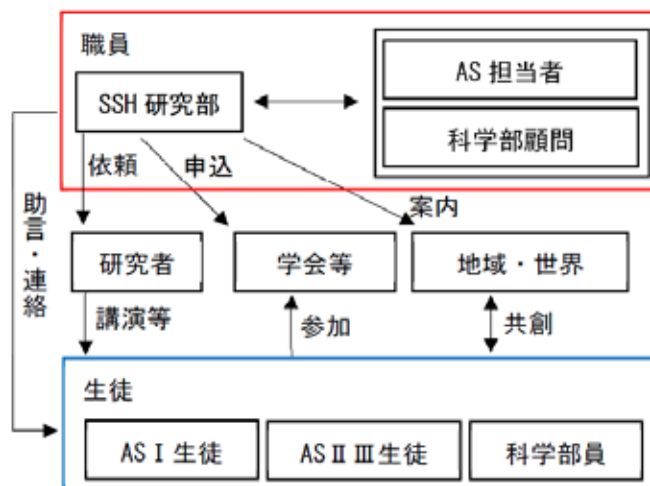 職員
AS 担当者
SSH 研究部
科学部顧問
依頼
申込
案内
助言・連絡
研究者
学会等
地域・世界
講演等
参加
共創
生徒
AS Ⅰ 生徒
AS Ⅱ Ⅲ 生徒
科学部員